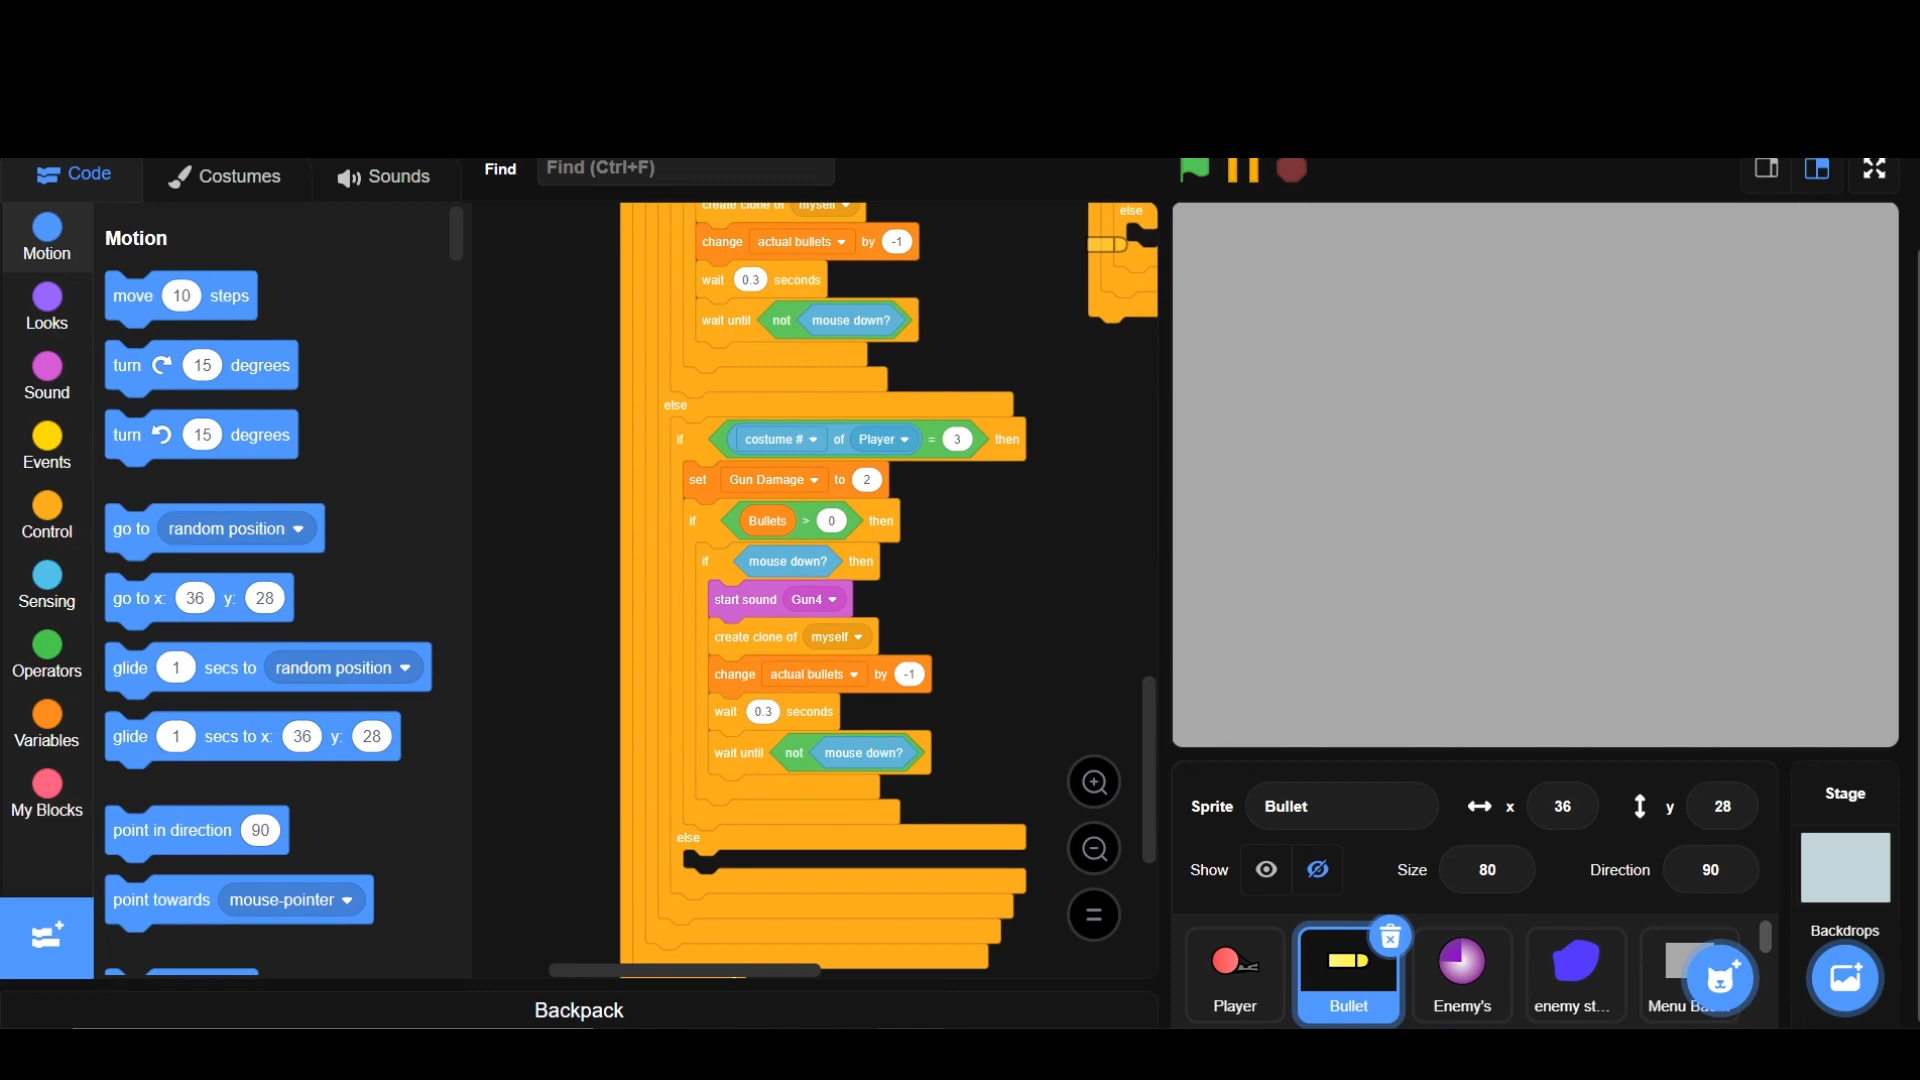 Code
Costumes
Sounds
Find
Find (Ctrl+F)
Motion
Looks
Sound
Events
Control
Sensing
Operators
Variables
My Blocks
Motion
move 10 steps
turn 15 degrees
turn 15 degrees
go to random position
go to x: 36 y: 28
glide 1 secs to random position
glide 1 secs to x: 36 y: 28
point in direction 90
point towards mouse-pointer
create clone of myself
change actual bullets by -1
wait 0.3 seconds
wait until not mouse down?
else
if costume # of Player = 3 then
set Gun Damage to 2
if Bullets > 0 then
if mouse down? then
start sound Gun4
create clone of myself
change actual bullets by -1
wait 0.3 seconds
wait until not mouse down?
else
else
Backpack
Sprite Bullet x 36 y 28
Show Size 80 Direction 90
Player
Bullet
Enemy's
enemy st...
Menu
Stage
Backdrops